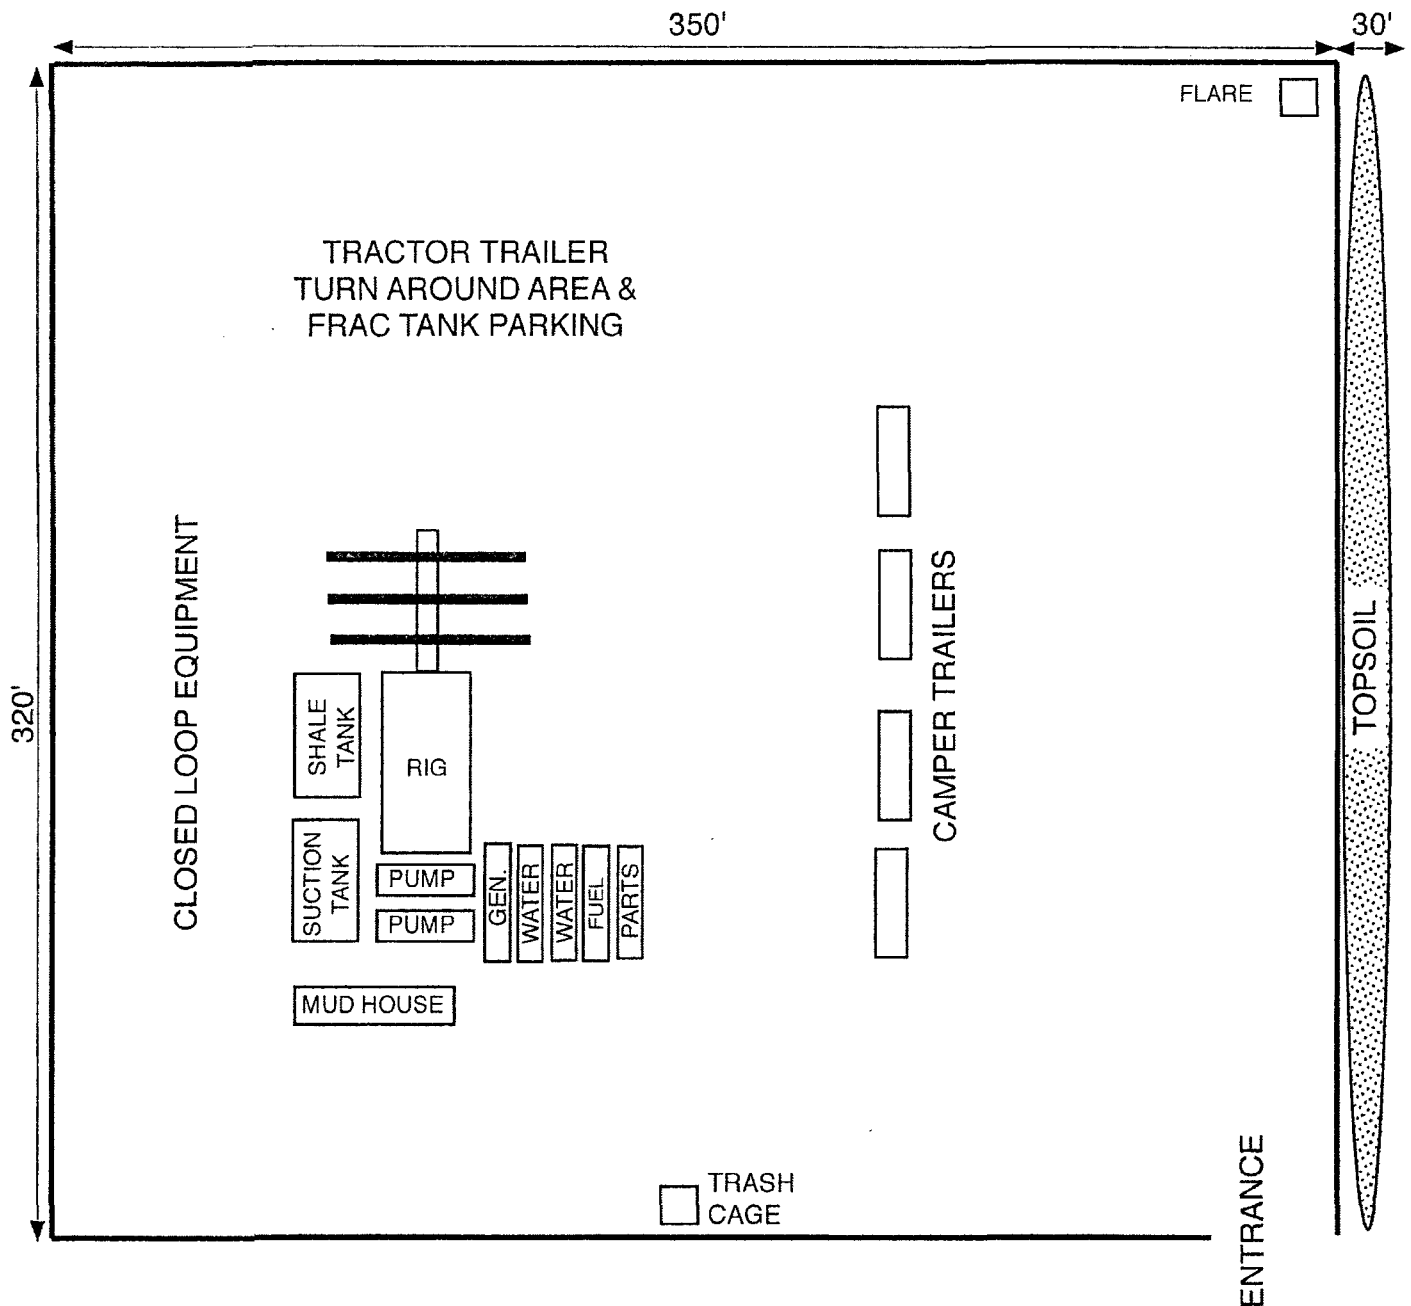 350'
30'
FLARE
TRACTOR TRAILER
TURN AROUND AREA &
FRAC TANK PARKING
320'
CLOSED LOOP EQUIPMENT
SHALE
TANK
RIG
SUCTION
TANK
PUMP
PUMP
GEN.
WATER
WATER
FUEL
PARTS
MUD HOUSE
CAMPER TRAILERS
TOPSOIL
TRASH
CAGE
ENTRANCE